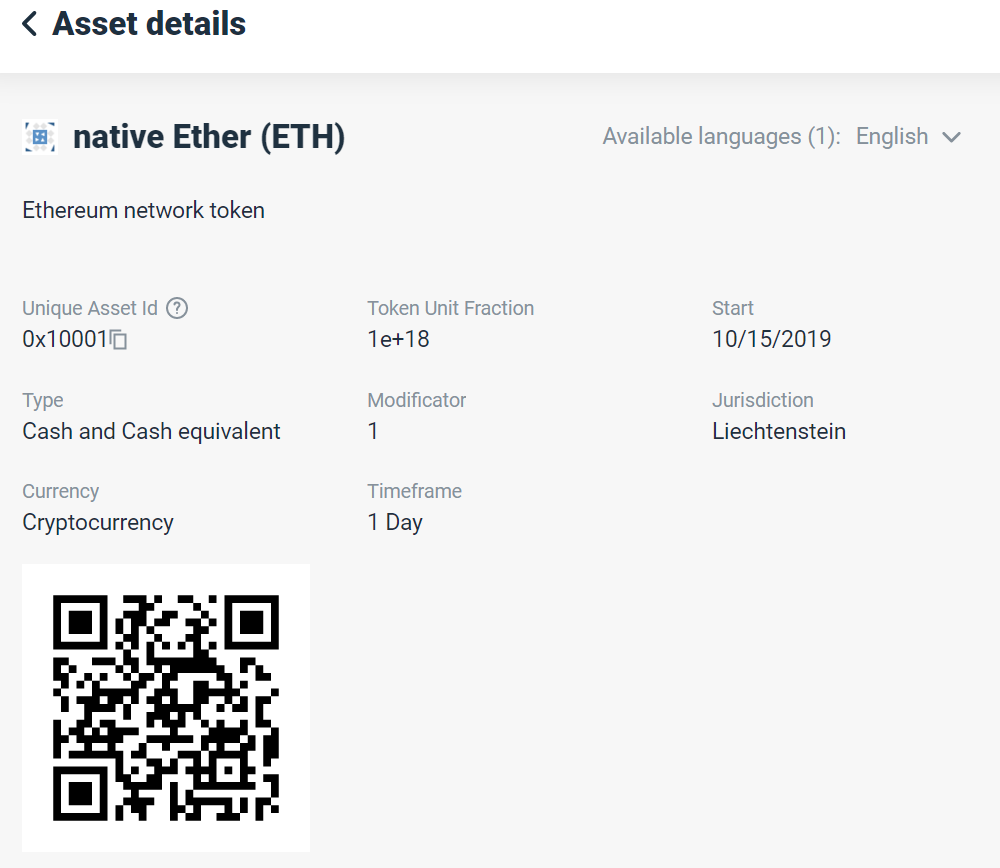 Asset details
native Ether (ETH)
Available languages (1): English
Ethereum network token
Unique Asset Id
Token Unit Fraction
Start
0x10001
1e+18
10/15/2019
Type
Modificator
Jurisdiction
Cash and Cash equivalent
1
Liechtenstein
Currency
Timeframe
Cryptocurrency
1 Day